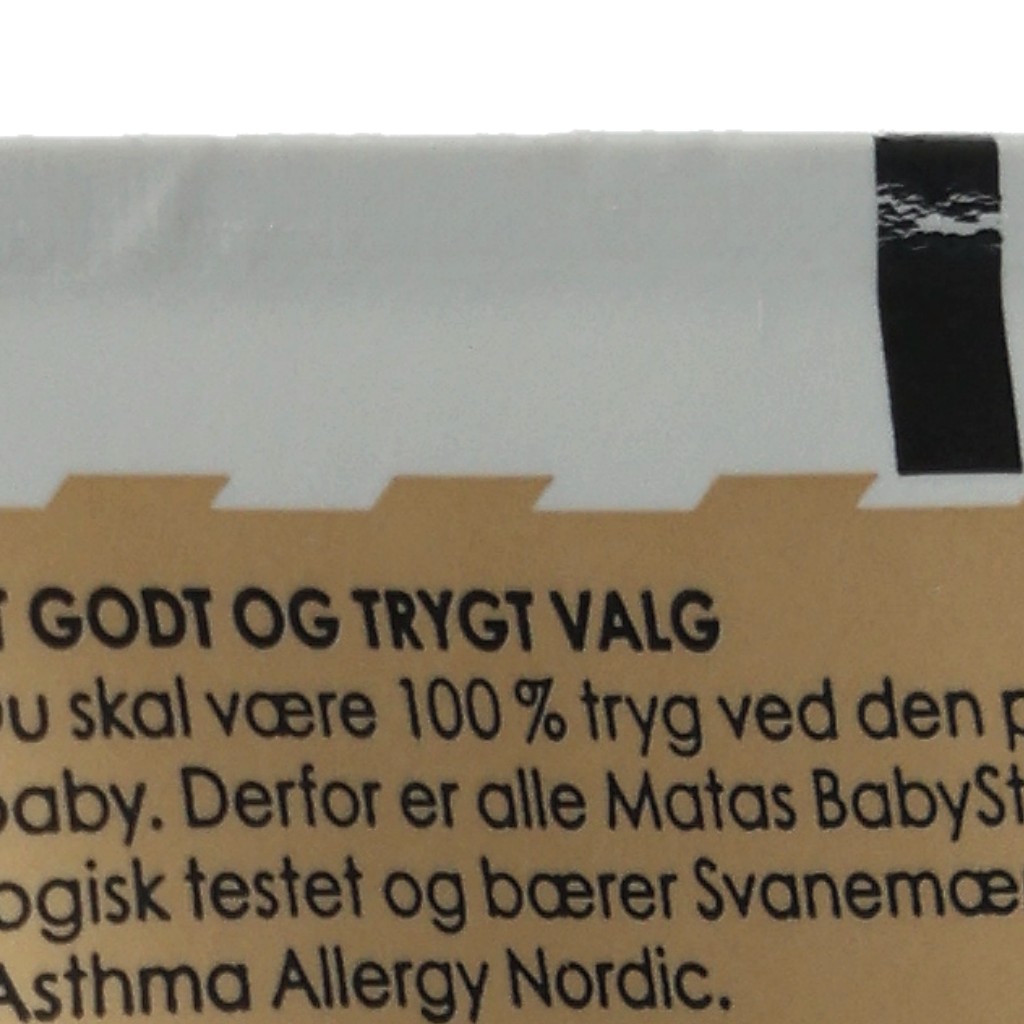 GODT OG TRYGT VALG
skal være 100 % tryg ved den
baby. Derfor er alle Matas
testet og bærer
Asthma Allergy Nordic.